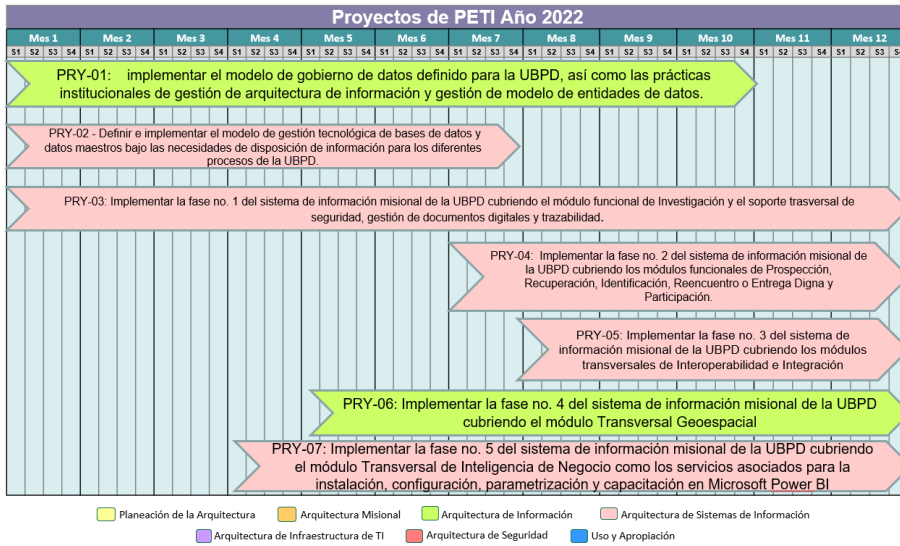 Proyectos de PETI Año 2022
Mes 1 Mes 2 Mes 3 Mes 4 Mes 5 Mes 6 Mes 7 Mes 8 Mes 9 Mes 10 Mes 11 Mes 12
S1 S2 S3 S4 S1 S2 S3 S4 S1 S2 S3 S4 S1 S2 S3 S4 S1 S2 S3 S4 S1 S2 S3 S4 S1 S2 S3 S4 S1 S2 S3 S4 S1 S2 S3 S4 S1 S2 S3 S4 S1 S2 S3 S4 S1 S2 S3 S4
PRY-01: implementar el modelo de gobierno de datos definido para la UBPD, así como las prácticas
institucionales de gestión de arquitectura de información y gestión de modelo de entidades de datos.
PRY-02 - Definir e implementar el modelo de gestión tecnológica de bases de datos y
datos maestros bajo las necesidades de disposición de información para los diferentes
procesos de la UBPD.
PRY-03: Implementar la fase no. 1 del sistema de información misional de la UBPD cubriendo el módulo funcional de Investigación y el soporte trasversal de
seguridad, gestión de documentos digitales y trazabilidad.
PRY-04: Implementar la fase no. 2 del sistema de información misional de
la UBPD cubriendo los módulos funcionales de Prospección,
Recuperación, Identificación, Reencuentro o Entrega Digna y
Participación.
PRY-05: Implementar la fase no. 3 del sistema de
información misional de la UBPD cubriendo los módulos
transversales de Interoperabilidad e Integración
PRY-06: Implementar la fase no. 4 del sistema de información misional de la UBPD
cubriendo el módulo Transversal Geoespacial
PRY-07: Implementar la fase no. 5 del sistema de información misional de la UBPD cubriendo
el módulo Transversal de Inteligencia de Negocio como los servicios asociados para la
instalación, configuración, parametrización y capacitación en Microsoft Power BI
Planeación de la Arquitectura Arquitectura Misional Arquitectura de Información Arquitectura de Sistemas de Información
Arquitectura de Infraestructura de TI Arquitectura de Seguridad Uso y Apropiación